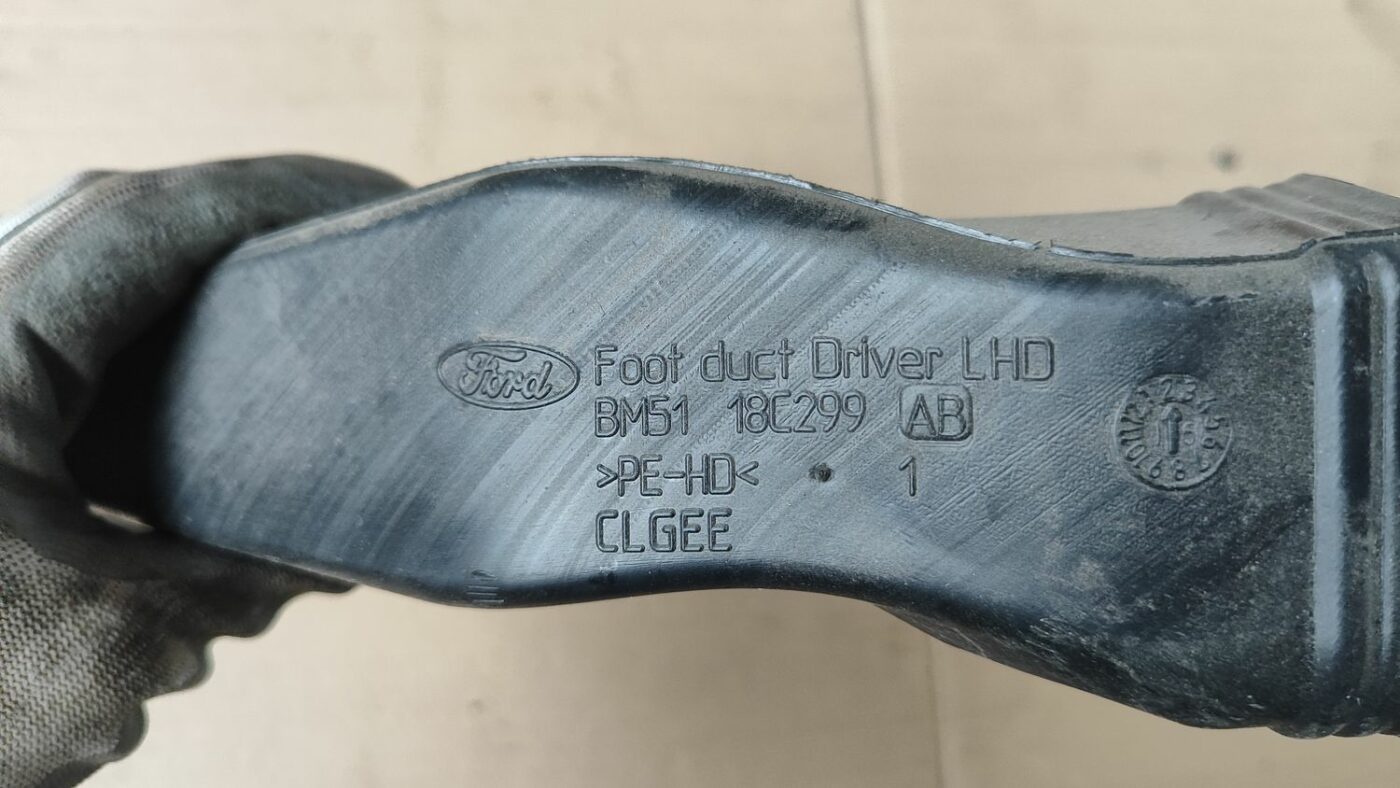 Ford Foot duct Driver LHD
BM51 18C299 AB
>PE-HD< 1
CLGEE